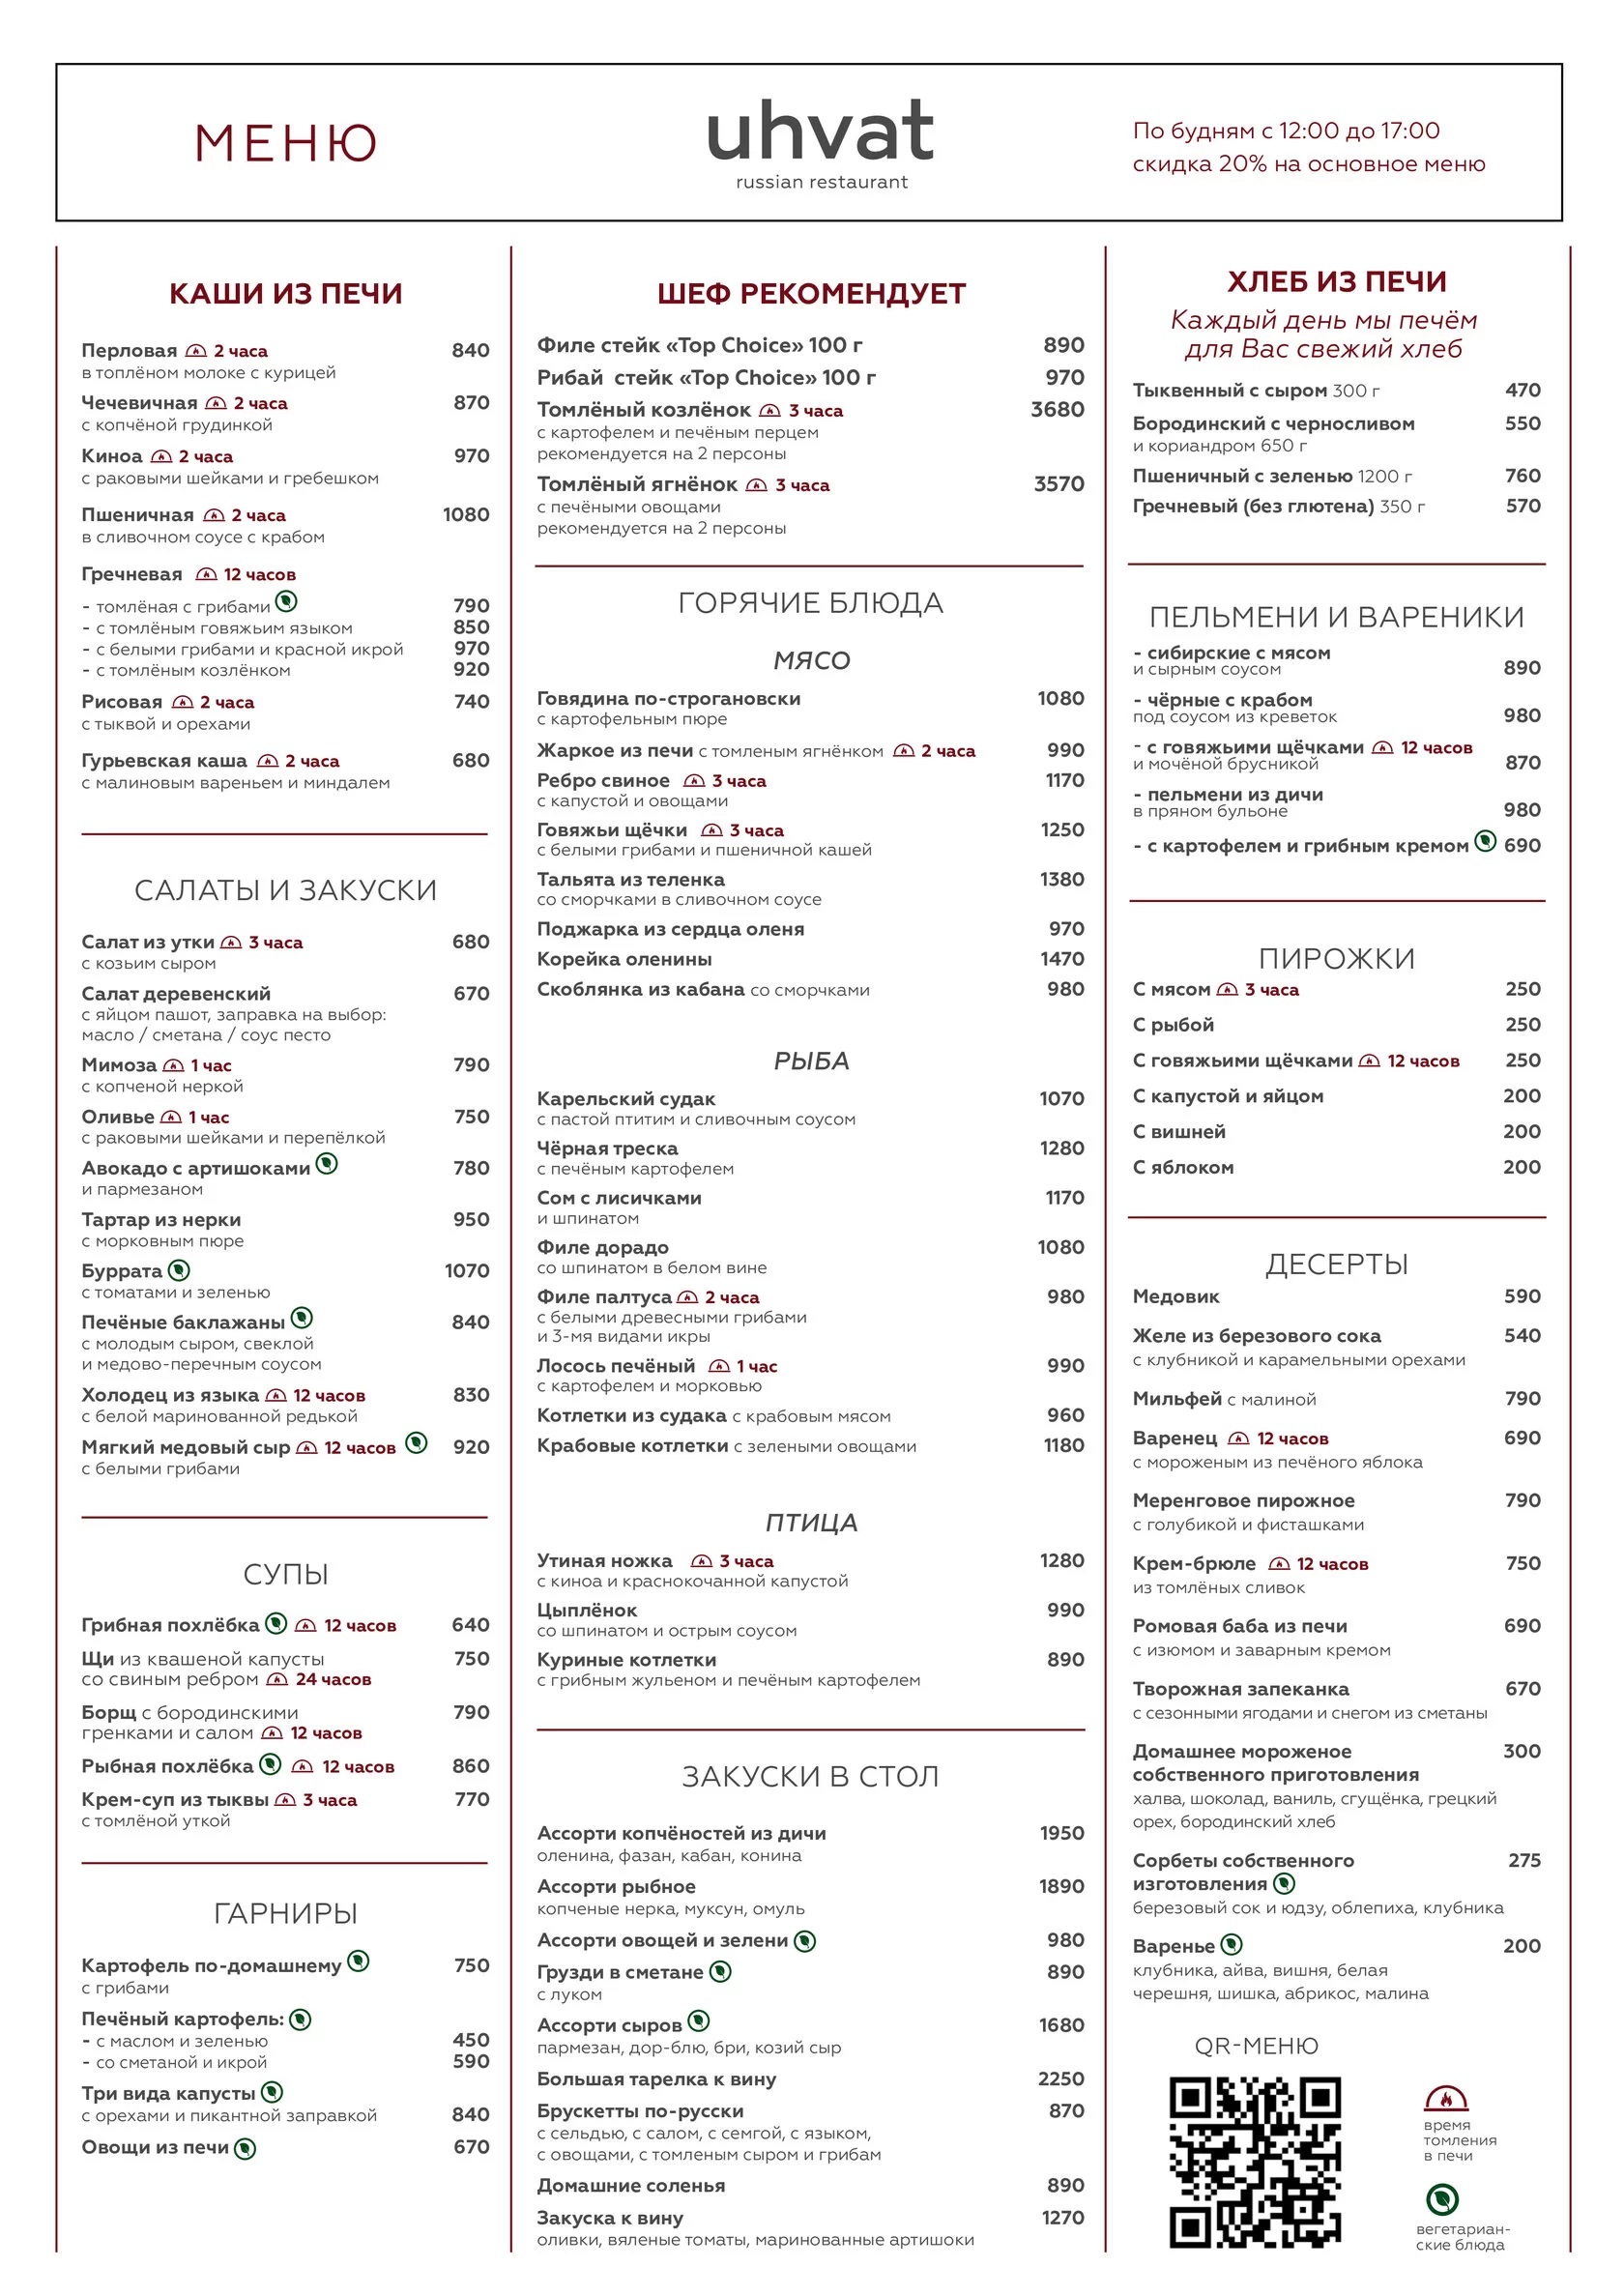 МЕНЮ
uhvat
russian restaurant
По будням с 12:00 до 17:00
скидка 20% на основное меню
КАШИ ИЗ ПЕЧИ
Перловая 2 часа 840
в топлёном молоке с курицей
Чечевичная 2 часа 870
с копчёной грудинкой
Киноа 2 часа 970
с раковыми шейками и гребешком
Пшеничная 2 часа 1080
в сливочном соусе с крабом
Гречневая 12 часов
- томлёная с грибами 790
- с томлёным говяжьим языком 850
- с белыми грибами и красной икрой 970
- с томлёным козлёнком 920
Рисовая 2 часа 740
с тыквой и орехами
Гурьевская каша 2 часа 680
с малиновым вареньем и миндалем
САЛАТЫ И ЗАКУСКИ
Салат из утки 3 часа 680
с козьим сыром
Салат деревенский 670
с яйцом пашот, заправка на выбор:
масло / сметана / соус песто
Мимоза 1 час 790
с копченой неркой
Оливье 1 час 750
с раковыми шейками и перепёлкой
Авокадо с артишоками 780
и пармезаном
Тартар из нерки 950
с морковным пюре
Буррата 1070
с томатами и зеленью
Печёные баклажаны 840
с молодым сыром, свеклой
и медово-перечным соусом
Холодец из языка 12 часов 830
с белой маринованной редькой
Мягкий медовый сыр 12 часов 920
с белыми грибами
СУПЫ
Грибная похлёбка 12 часов 640
Щи из квашеной капусты 750
со свиным ребром 24 часов
Борщ с бородинскими 790
гренками и салом 12 часов
Рыбная похлёбка 12 часов 860
Крем-суп из тыквы 3 часа 770
с томлёной уткой
ГАРНИРЫ
Картофель по-домашнему 750
с грибами
Печёный картофель:
- с маслом и зеленью 450
- со сметаной и икрой 590
Три вида капусты
с орехами и пикантной заправкой 840
Овощи из печи 670
ШЕФ РЕКОМЕНДУЕТ
Филе стейк «Top Choice» 100 г 890
Рибай стейк «Top Choice» 100 г 970
Томлёный козлёнок 3 часа 3680
с картофелем и печёным перцем
рекомендуется на 2 персоны
Томлёный ягнёнок 3 часа 3570
с печёными овощами
рекомендуется на 2 персоны
ГОРЯЧИЕ БЛЮДА
МЯСО
Говядина по-строгановски 1080
с картофельным пюре
Жаркое из печи с томленым ягнёнком 2 часа 990
Ребро свиное 3 часа 1170
с капустой и овощами
Говяжьи щёчки 3 часа 1250
с белыми грибами и пшеничной кашей
Тальята из теленка 1380
со сморчками в сливочном соусе
Поджарка из сердца оленя 970
Корейка оленины 1470
Скоблянка из кабана со сморчками 980
РЫБА
Карельский судак 1070
с пастой птитим и сливочным соусом
Чёрная треска 1280
с печёным картофелем
Сом с лисичками 1170
и шпинатом
Филе дорадо 1080
со шпинатом в белом вине
Филе палтуса 2 часа 980
с белыми древесными грибами
и 3-мя видами икры
Лосось печёный 1 час 990
с картофелем и морковью
Котлетки из судака с крабовым мясом 960
Крабовые котлетки с зелеными овощами 1180
ПТИЦА
Утиная ножка 3 часа 1280
с киноа и краснокочанной капустой
Цыплёнок 990
со шпинатом и острым соусом
Куриные котлетки 890
с грибным жульеном и печёным картофелем
ЗАКУСКИ В СТОЛ
Ассорти копчёностей из дичи 1950
оленина, фазан, кабан, конина
Ассорти рыбное 1890
копченые нерка, муксун, омуль
Ассорти овощей и зелени 980
Грузди в сметане 890
с луком
Ассорти сыров 1680
пармезан, дор-блю, бри, козий сыр
Большая тарелка к вину 2250
Брускетты по-русски 870
с сельдью, с салом, с семгой, с языком,
с овощами, с томленым сыром и грибам
Домашние соленья 890
Закуска к вину 1270
оливки, вяленые томаты, маринованные артишоки
ХЛЕБ ИЗ ПЕЧИ
Каждый день мы печём
для Вас свежий хлеб
Тыквенный с сыром 300 г 470
Бородинский с черносливом 550
и кориандром 650 г
Пшеничный с зеленью 1200 г 760
Гречневый (без глютена) 350 г 570
ПЕЛЬМЕНИ И ВАРЕНИКИ
- сибирские с мясом
и сырным соусом 890
- чёрные с крабом
под соусом из креветок 980
- с говяжьими щёчками 12 часов
и мочёной брусникой 870
- пельмени из дичи
в пряном бульоне 980
- с картофелем и грибным кремом 690
ПИРОЖКИ
С мясом 3 часа 250
С рыбой 250
С говяжьими щёчками 12 часов 250
С капустой и яйцом 200
С вишней 200
С яблоком 200
ДЕСЕРТЫ
Медовик 590
Желе из березового сока 540
с клубникой и карамельными орехами
Мильфей с малиной 790
Варенец 12 часов 690
с мороженым из печёного яблока
Меренговое пирожное 790
с голубикой и фисташками
Крем-брюле 12 часов 750
из томлёных сливок
Ромовая баба из печи 690
с изюмом и заварным кремом
Творожная запеканка 670
с сезонными ягодами и снегом из сметаны
Домашнее мороженое 300
собственного приготовления
халва, шоколад, ваниль, сгущёнка, грецкий
орех, бородинский хлеб
Сорбеты собственного 275
изготовления
березовый сок и юдзу, облепиха, клубника
Варенье 200
клубника, айва, вишня, белая
черешня, шишка, абрикос, малина
QR-МЕНЮ
время
томления
в печи
вегетариан-
ские блюда